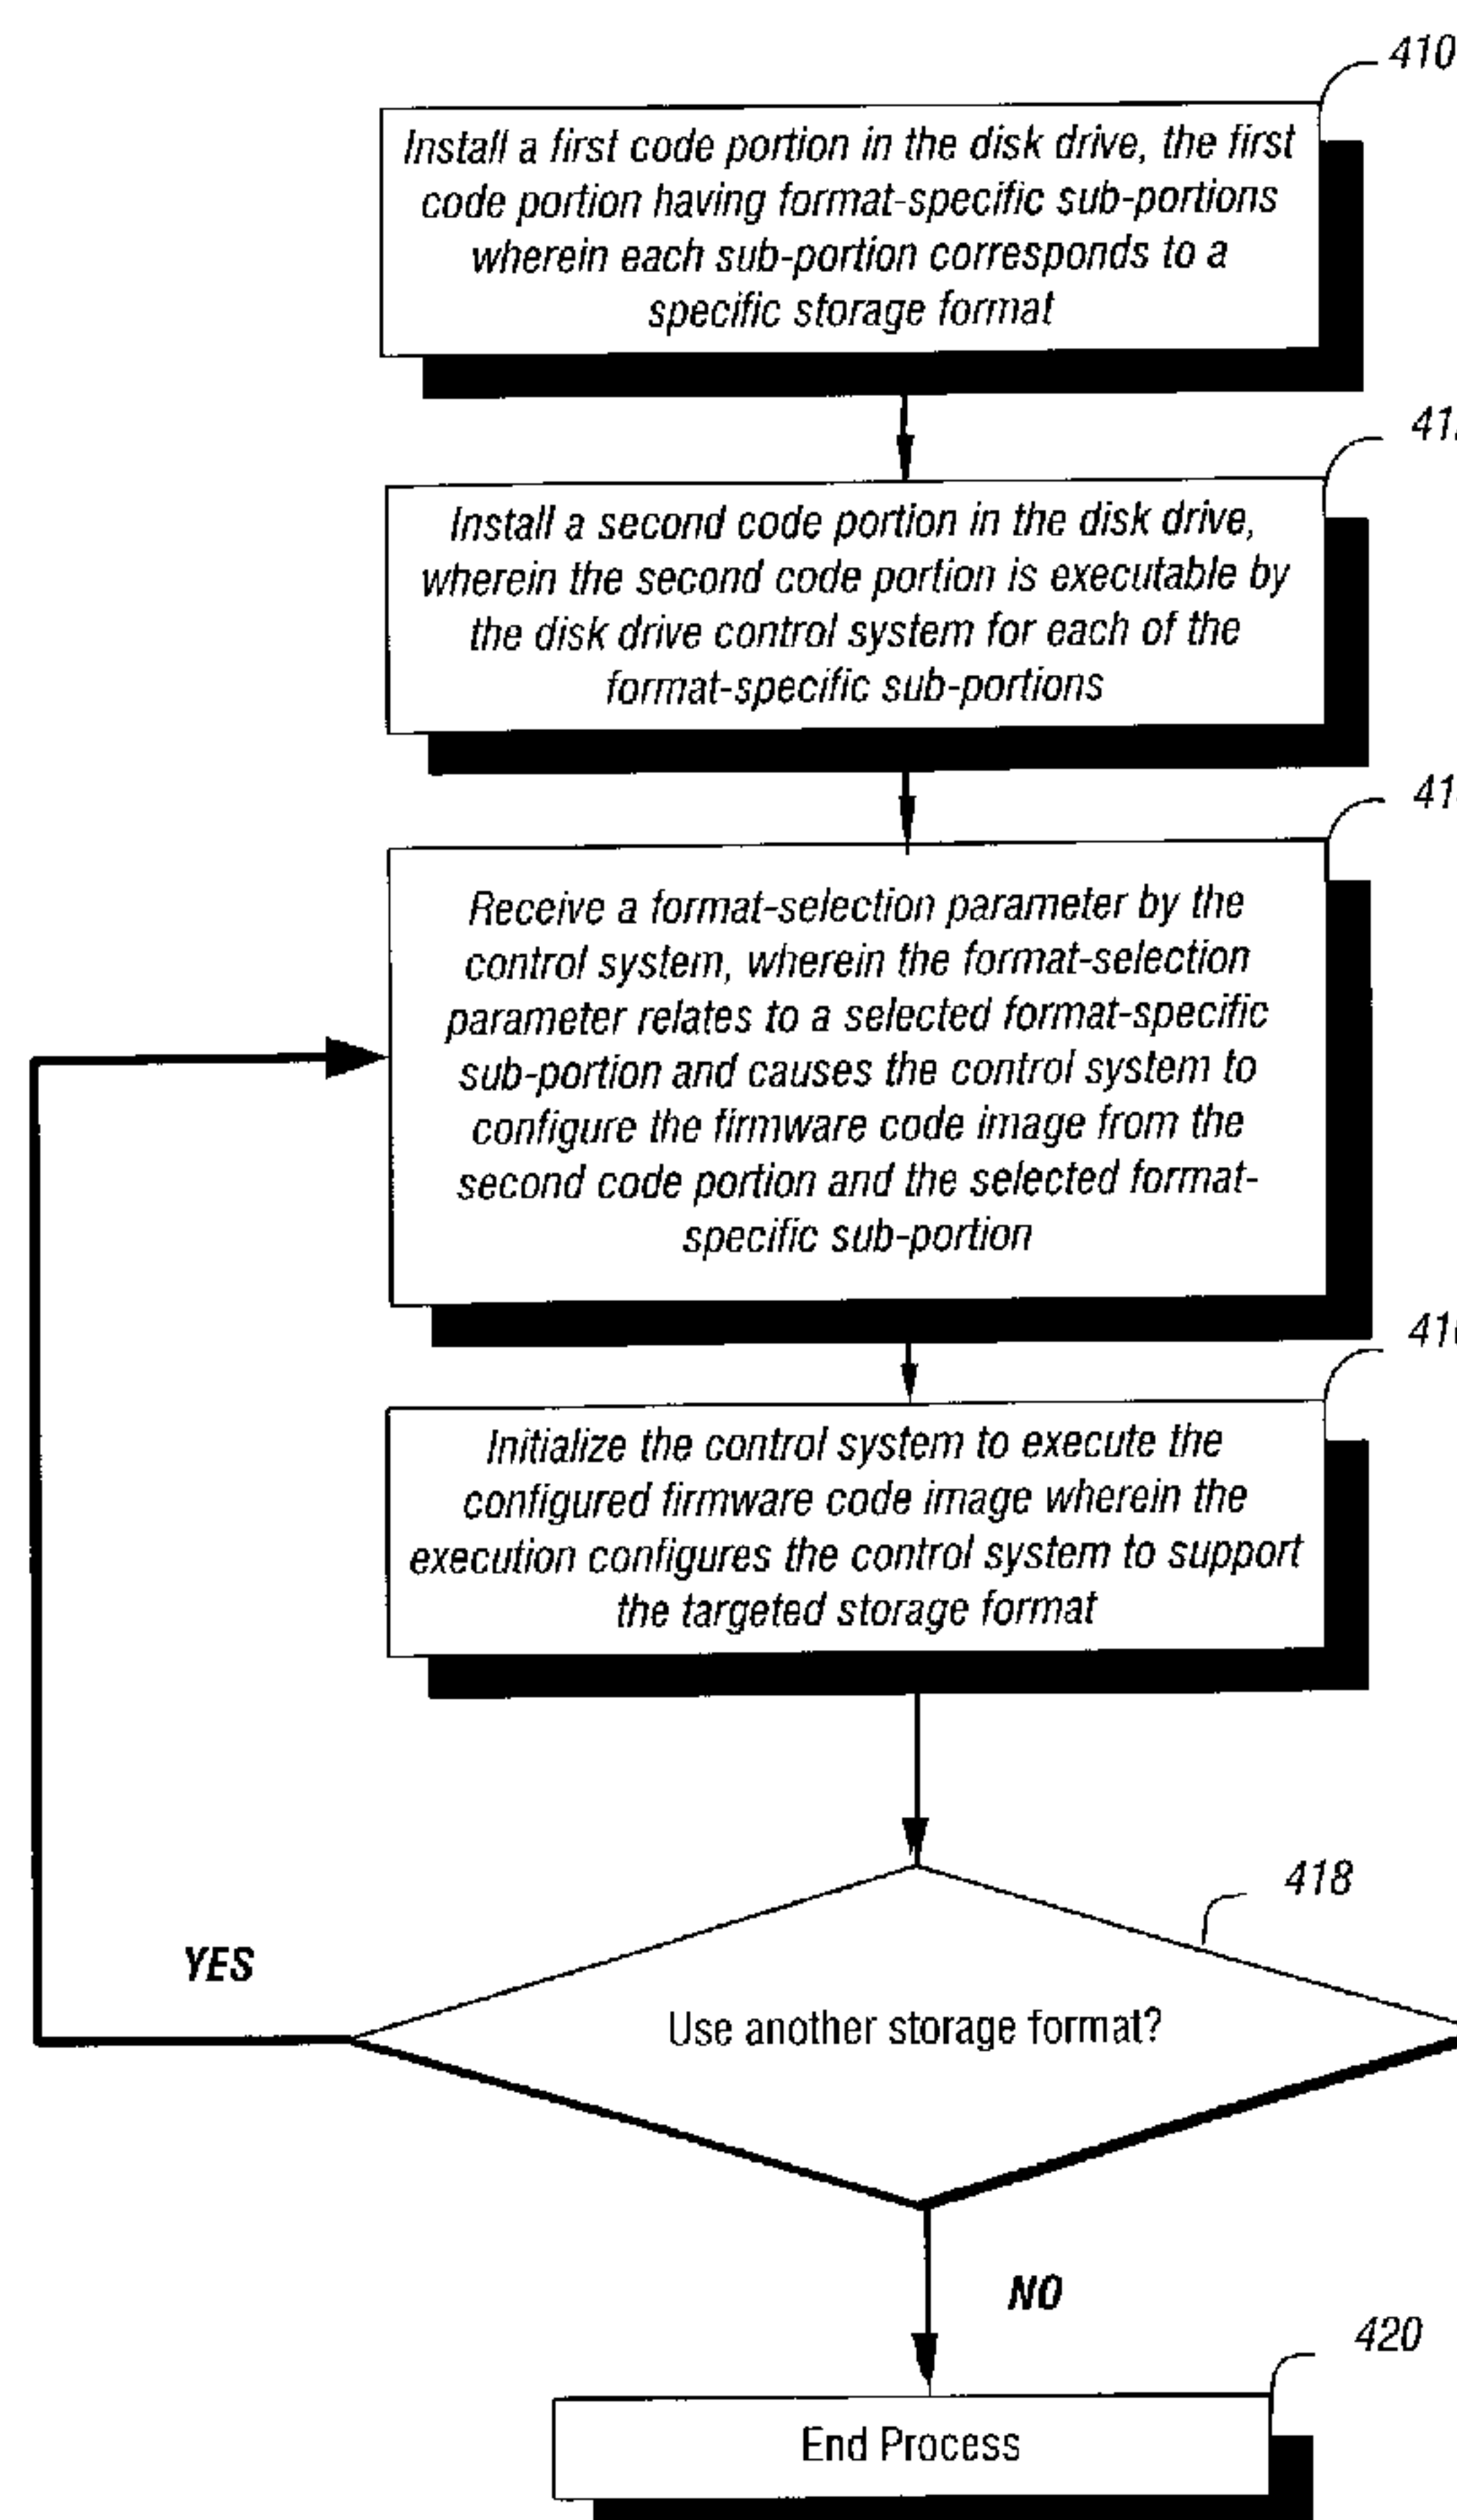 410
Install a first code portion in the disk drive, the first
code portion having format-specific sub-portions
wherein each sub-portion corresponds to a
specific storage format
Install a second code portion in the disk drive,
wherein the second code portion is executable by
the disk drive control system for each of the
format-specific sub-portions
Receive a format-selection parameter by the
control system, wherein the format-selection
parameter relates to a selected format-specific
sub-portion and causes the control system to
configure the firmware code image from the
second code portion and the selected format-
specific sub-portion
Initialize the control system to execute the
configured firmware code image wherein the
execution configures the control system to support
the targeted storage format
418
YES
Use another storage format?
NO
420
End Process